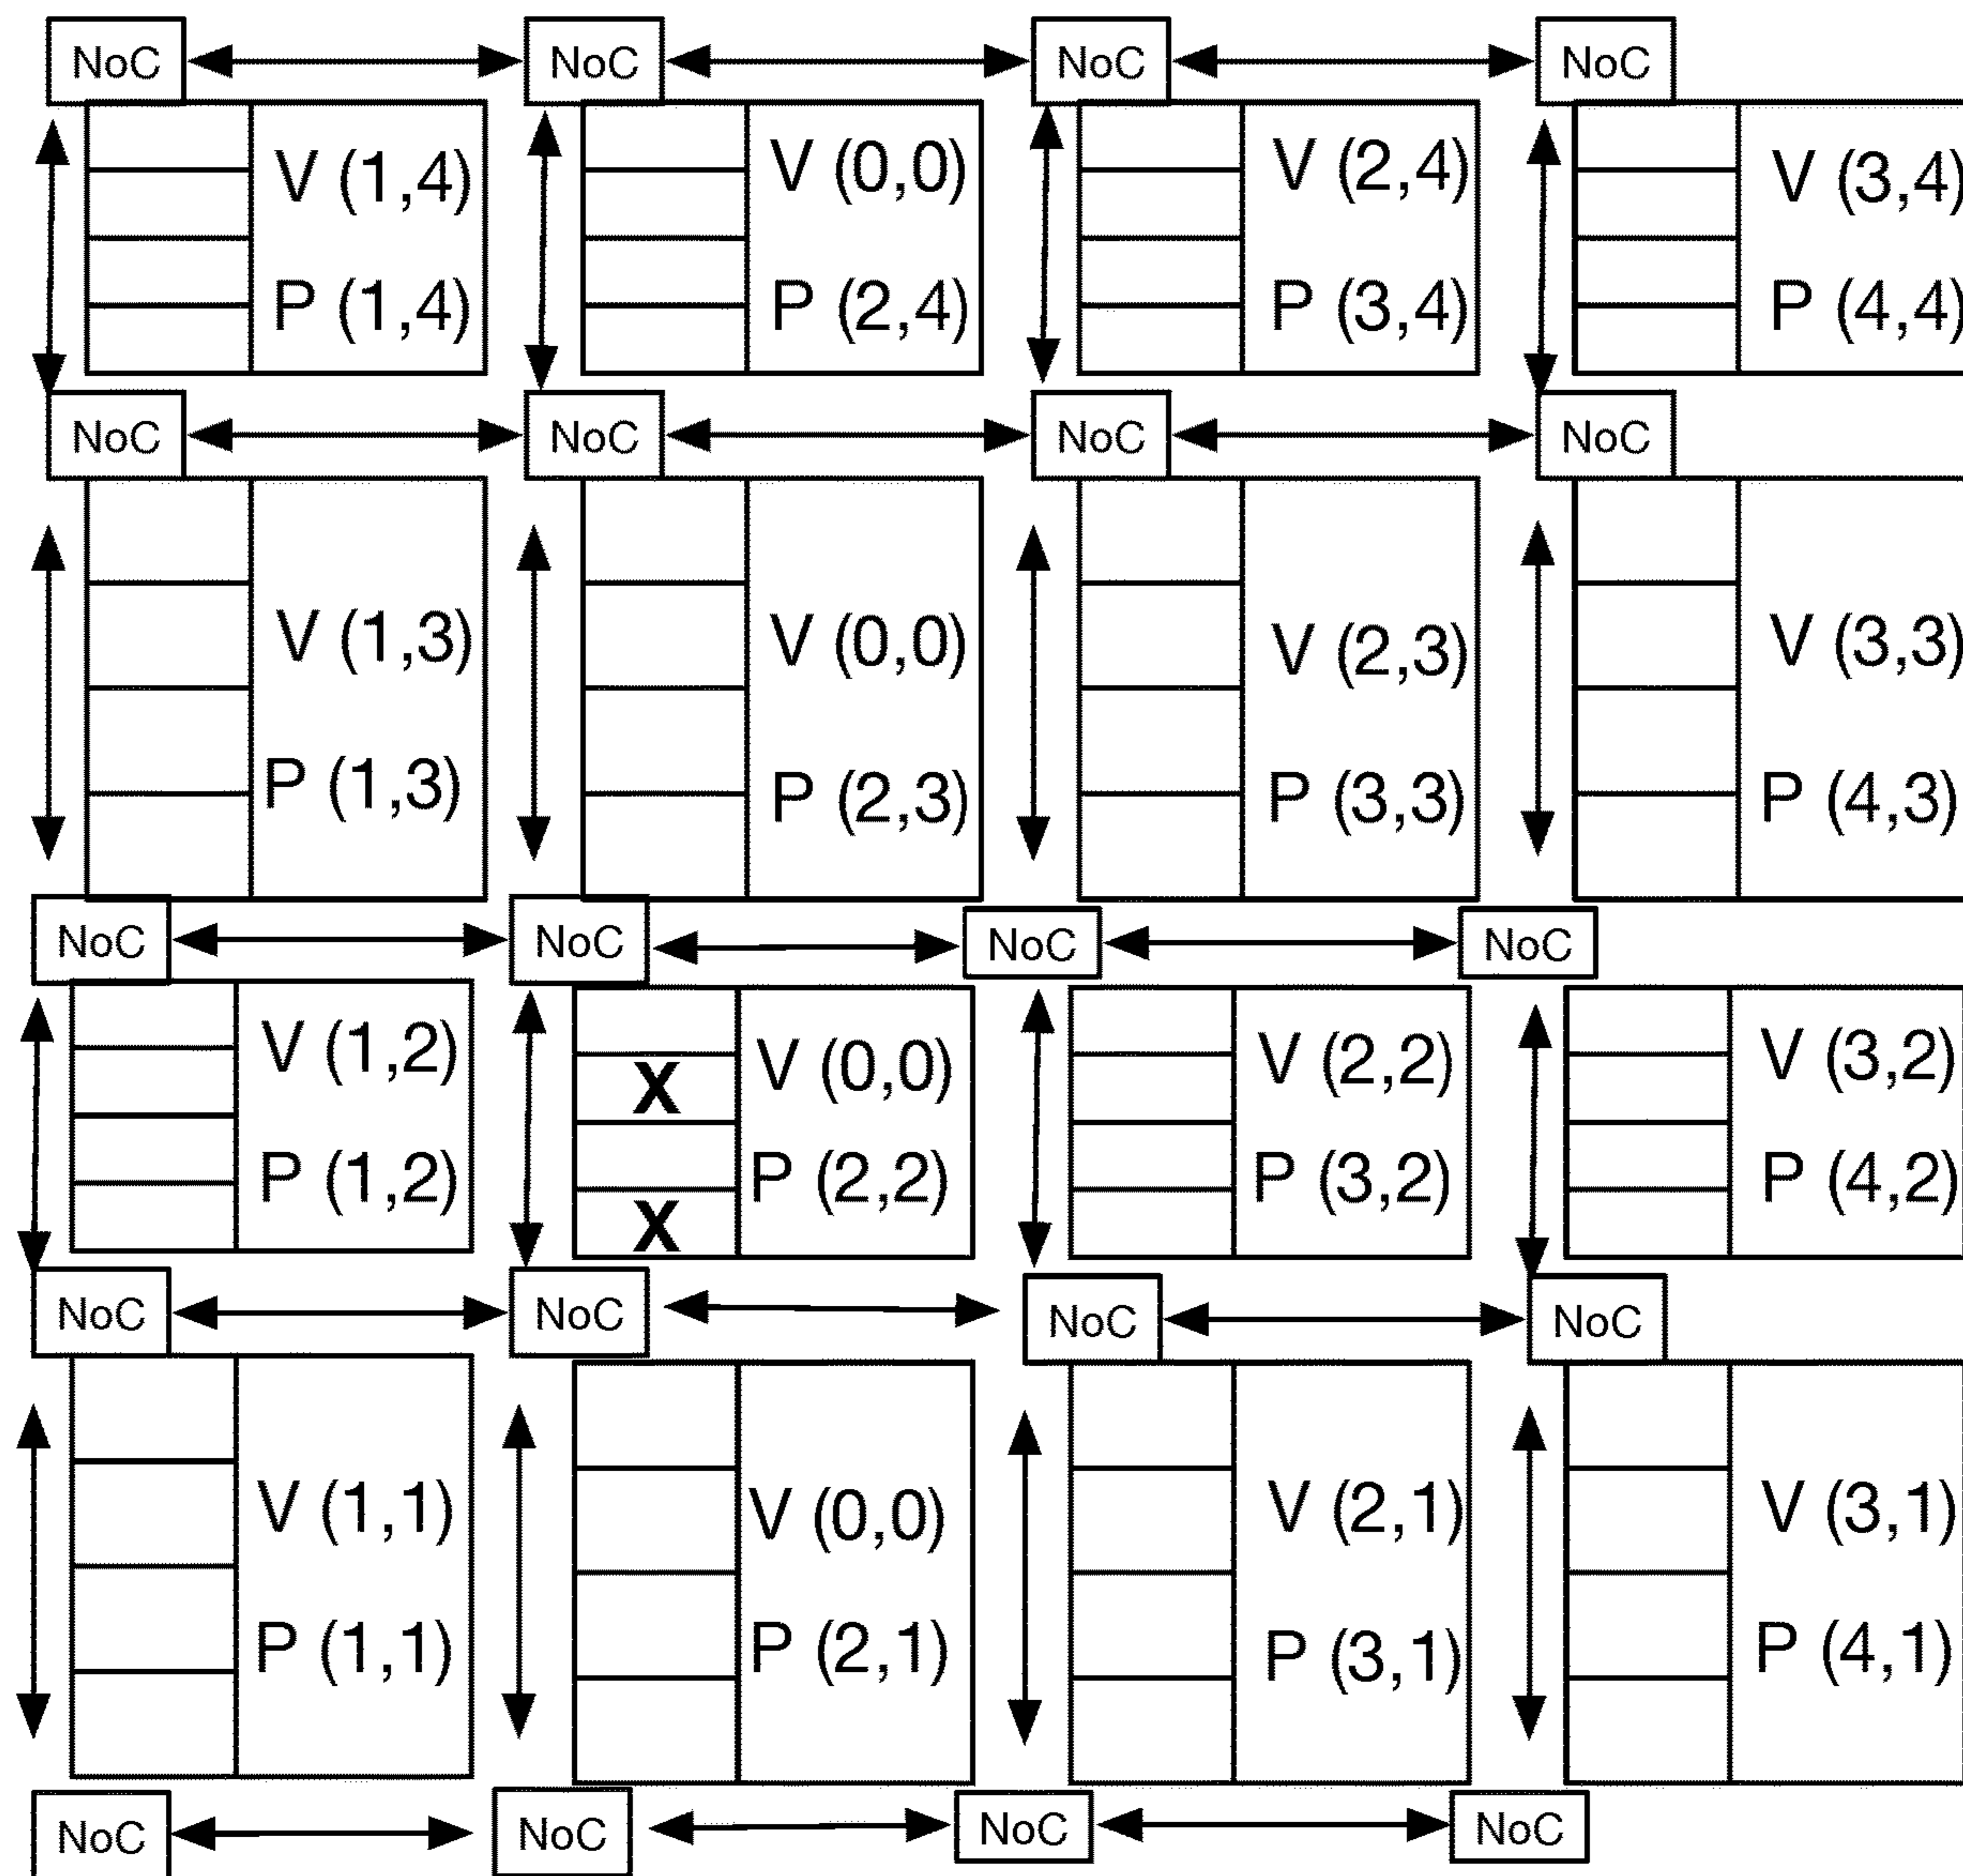 NoC NoC NoC NoC
V (1,4) V (0,0) V (2,4) V (3,4)
P (1,4) P (2,4) P (3,4) P (4,4)
NoC NoC NoC NoC
V (1,3) V (0,0) V (2,3) V (3,3)
P (1,3) P (2,3) P (3,3) P (4,3)
NoC NoC NoC NoC
V (1,2) X V (0,0) V (2,2) V (3,2)
P (1,2) P (2,2) P (3,2) P (4,2)
X
NoC NoC NoC NoC
V (1,1) V (0,0) V (2,1) V (3,1)
P (1,1) P (2,1) P (3,1) P (4,1)
NoC NoC NoC NoC